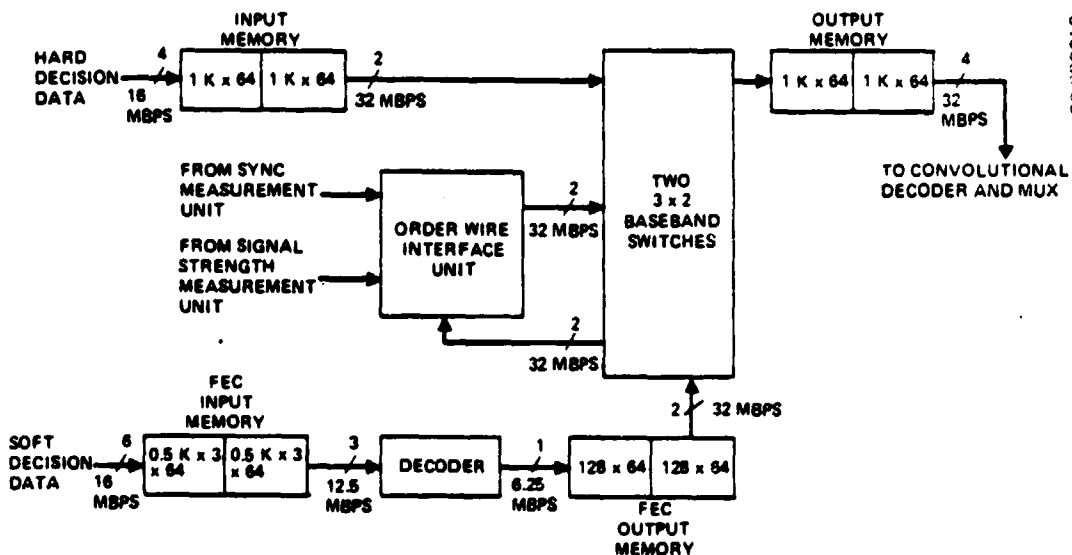 INPUT
MEMORY
HARD
DECISION
DATA
4
16
MBPS
1 K x 64
1 K x 64
2
32 MBPS
OUTPUT
MEMORY
1 K x 64
1 K x 64
4
32
MBPS
TO CONVOLUTIONAL
DECODER AND MUX
FROM SYNC
MEASUREMENT
UNIT
FROM SIGNAL
STRENGTH
MEASUREMENT
UNIT
ORDER WIRE
INTERFACE
UNIT
2
32 MBPS
2
32 MBPS
TWO
3 x 2
BASEBAND
SWITCHES
2
32 MBPS
FEC
INPUT
MEMORY
SOFT
DECISION
DATA
6
16
MBPS
0.5 K x 3
x 64
0.5 K x 3
x 64
3
12.5
MBPS
DECODER
1
6.25
MBPS
128 x 64
128 x 64
FEC
OUTPUT
MEMORY